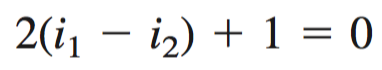 2(i₁ − i₂) + 1 = 0